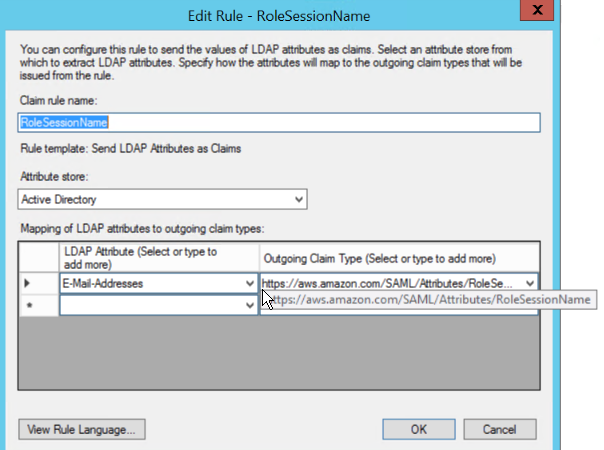 Edit Rule - RoleSessionName
X
You can configure this rule to send the values of LDAP attributes as claims. Select an attribute store from
which to extract LDAP attributes. Specify how the attributes will map to the outgoing claim types that will be
issued from the rule.
Claim rule name:
RoleSessionName
Rule template: Send LDAP Attributes as Claims
Attribute store:
Active Directory
Mapping of LDAP attributes to outgoing claim types:
LDAP Attribute (Select or type to
add more)
Outgoing Claim Type (Select or type to add more)
E-Mail-Addresses
https://aws.amazon.com/SAML/Attributes/RoleSe...
*
https://aws.amazon.com/SAML/Attributes/RoleSessionName
View Rule Language...
OK
Cancel